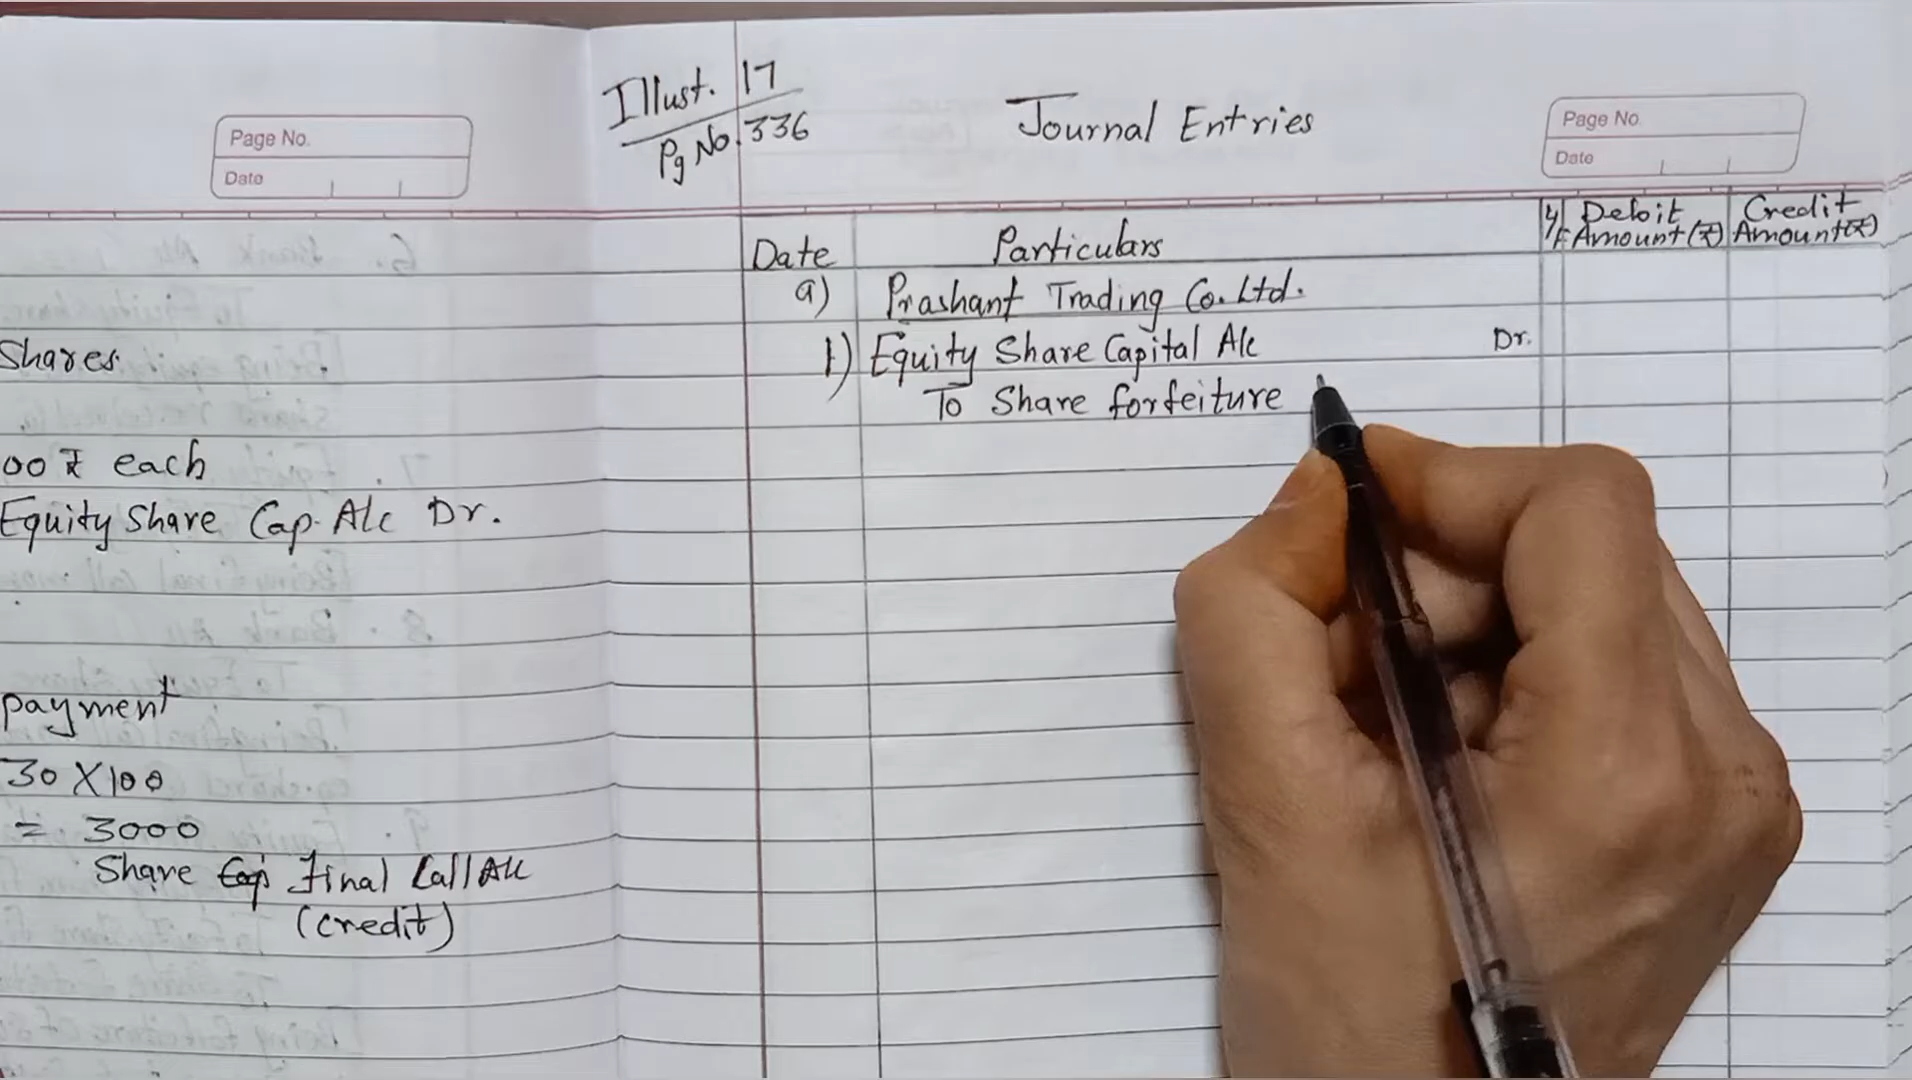 Page No.
Date
Shares.
00 ₹ each
Equity Share Cap. A/c Dr.
payment
30 X 100
= 3000
Share Final Call A/c
(credit)
Illust. 17
Pg No. 336
Journal Entries
Page No.
Date
Date Particulars Debit Amount (₹) Credit Amount (₹)
a) Prashant Trading Co. Ltd.
1) Equity Share Capital A/c Dr.
To Share forfeiture